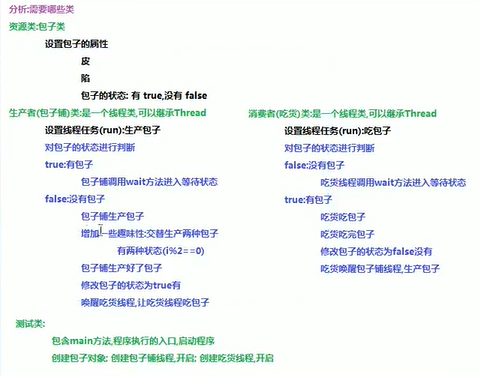 分析:需要哪些类
资源类:包子类
设置包子的属性
皮
陷
包子的状态: 有 true,没有 false
生产者(包子铺)类:是一个线程类,可以继承Thread
设置线程任务(run):生产包子
对包子的状态进行判断
true:有包子
包子铺调用wait方法进入等待状态
false:没有包子
包子铺生产包子
增加一些趣味性:交替生产两种包子
有两种状态(i%2==0)
包子铺生产好了包子
修改包子的状态为true有
唤醒吃货线程,让吃货线程吃包子
消费者(吃货)类:是一个线程类,可以继承Thread
设置线程任务(run):吃包子
对包子的状态进行判断
false:没有包子
吃货线程调用wait方法进入等待状态
true:有包子
吃货吃包子
吃货吃完包子
修改包子的状态为false没有
吃货唤醒包子铺线程,生产包子
测试类:
包含main方法,程序执行的入口,启动程序
创建包子对象; 创建包子铺线程,开启; 创建吃货线程,开启